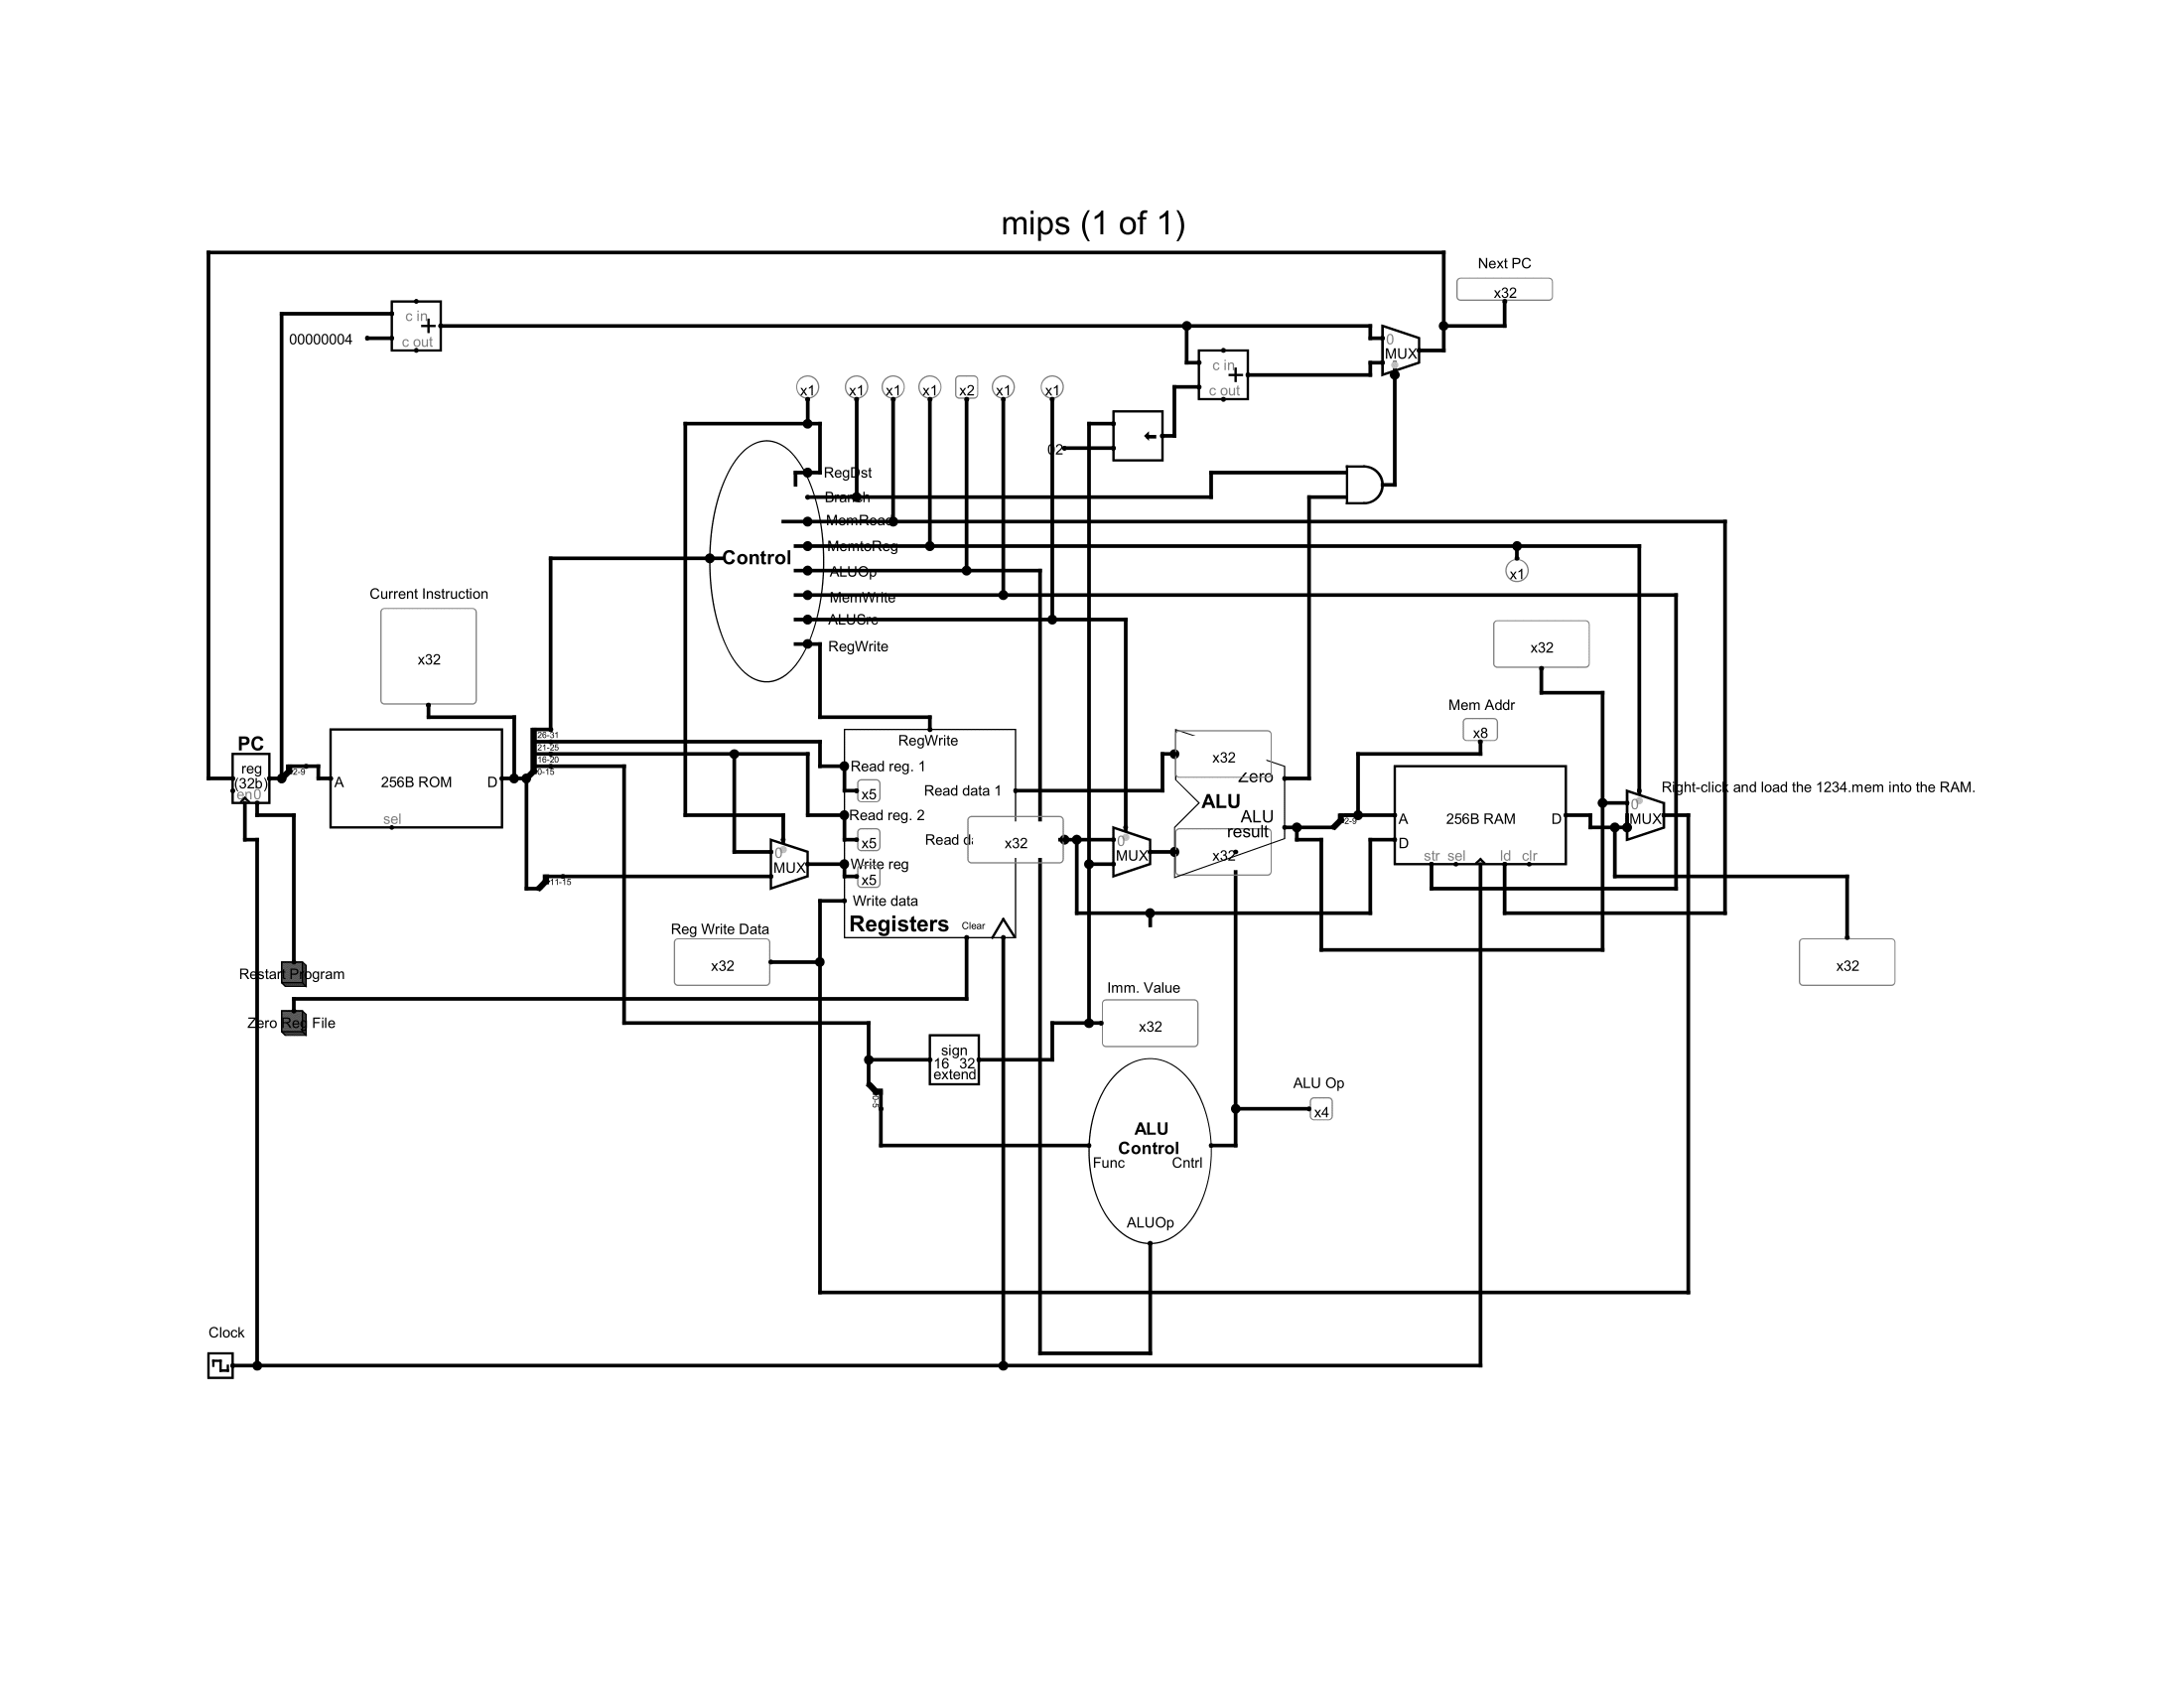 mips (1 of 1)
Next PC
x32
c in
+
c out
00000004
0
MUX
c in
+
c out
x1
x1
x1
x1
x2
x1
x1
02
RegDst
Branch
MemRead
MemtoReg
ALUOp
MemWrite
ALUSrc
RegWrite
Control
x1
Current Instruction
x32
x32
Mem Addr
x8
PC
reg
(32b)
en 0
2-9
A
256B ROM
D
sel
26-31
21-25
16-20
0-15
11-15
0
MUX
RegWrite
Read reg. 1
x5
Read data 1
Read reg. 2
x5
Read da
x32
Write reg
x5
Write data
Registers
Clear
0
MUX
x32
Zero
ALU
ALU
result
x32
2-9
A
256B RAM
D
D
str sel ld clr
0
MUX
Right-click and load the 1234.mem into the RAM.
x32
Reg Write Data
x32
Restart Program
Zero Reg File
Imm. Value
x32
sign
16 32
extend
0-5
ALU Op
x4
ALU
Control
Func
Cntrl
ALUOp
Clock